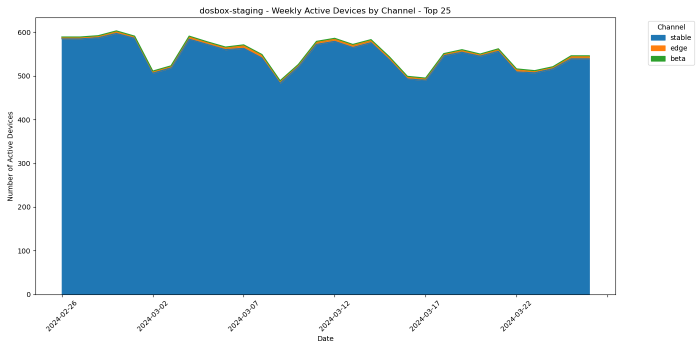 dosbox-staging - Weekly Active Devices by Channel - Top 25
Channel
stable
edge
beta
Number of Active Devices
600
500
400
300
200
100
0
2024-02-26
2024-03-02
2024-03-07
2024-03-12
2024-03-17
2024-03-22
Date